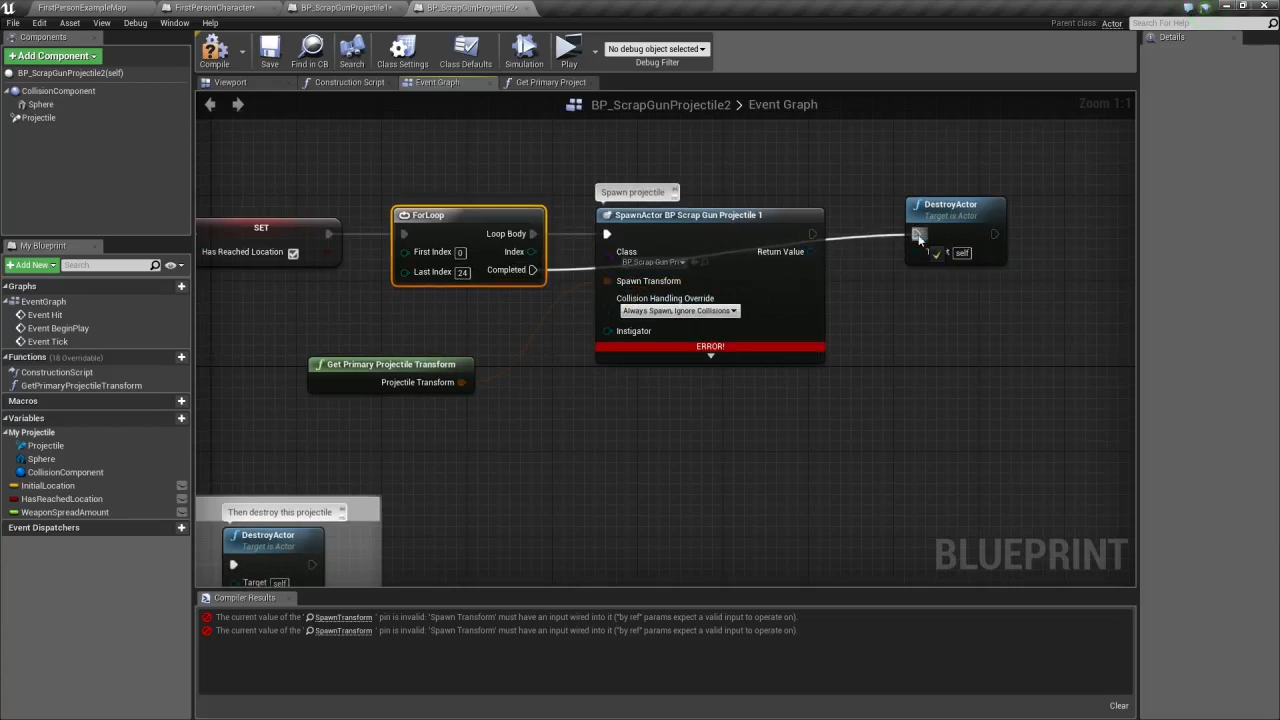 FirstPersonExampleMap
FirstPersonCharacter*
BP_ScrapGunProjectile1*
BP_ScrapGunProjectile2*
Parent class: Actor
Search For Help
File Edit Asset View Debug Window Help
Components
Add Component
BP_ScrapGunProjectile2(self)
CollisionComponent
Sphere
Projectile
Compile
Save
Find in CB
Search
Class Settings
Class Defaults
Simulation
Play
No debug object selected
Debug Filter
Details
Viewport
Construction Script
Event Graph
Get Primary Project
BP_ScrapGunProjectile2 > Event Graph
Zoom 1:1
SET
Has Reached Location
ForLoop
Loop Body
First Index 0
Index
Last Index 24
Completed
Spawn projectile
SpawnActor BP Scrap Gun Projectile 1
Class
BP Scrap Gun Pri
Return Value
Spawn Transform
Collision Handling Override
Always Spawn, Ignore Collisions
Instigator
ERROR!
DestroyActor
Target is Actor
self
Get Primary Projectile Transform
Projectile Transform
Then destroy this projectile
DestroyActor
Target is Actor
Target self
BLUEPRINT
My Blueprint
Add New
Search
Graphs
EventGraph
Event Hit
Event BeginPlay
Event Tick
Functions (18 Overridable)
ConstructionScript
GetPrimaryProjectileTransform
Macros
Variables
My Projectile
Projectile
Sphere
CollisionComponent
InitialLocation
HasReachedLocation
WeaponSpreadAmount
Event Dispatchers
Compiler Results
The current value of the ' SpawnTransform ' pin is invalid: 'Spawn Transform' must have an input wired into it ("by ref" params expect a valid input to operate on).
The current value of the ' SpawnTransform ' pin is invalid: 'Spawn Transform' must have an input wired into it ("by ref" params expect a valid input to operate on).
Clear